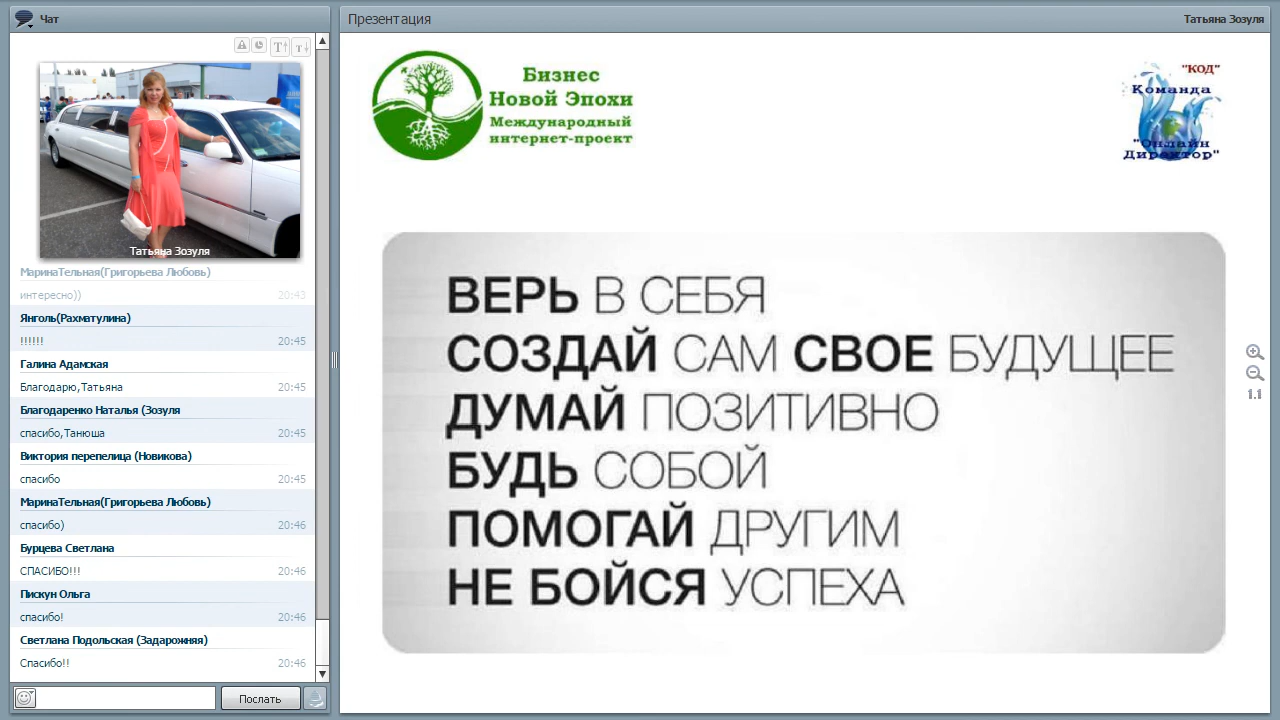 Чат
Татьяна Зозуля
МаринаТельная(Григорьева Любовь)
интересно)) 20:43
Янголь(Рахматулина)
!!!!!! 20:45
Галина Адамская
Благодарю,Татьяна 20:45
Благодаренко Наталья (Зозуля
спасибо,Танюша 20:45
Виктория перепелица (Новикова)
спасибо 20:45
МаринаТельная(Григорьева Любовь)
спасибо) 20:46
Бурцева Светлана
СПАСИБО!!! 20:46
Пискун Ольга
спасибо! 20:46
Светлана Подольская (Задарожняя)
Спасибо!! 20:46
Послать
Презентация
Татьяна Зозуля
Бизнес
Новой Эпохи
Международный
интернет-проект
"КОД"
Команда
"Онлайн
Директор"
ВЕРЬ В СЕБЯ
СОЗДАЙ САМ СВОЕ БУДУЩЕЕ
ДУМАЙ ПОЗИТИВНО
БУДЬ СОБОЙ
ПОМОГАЙ ДРУГИМ
НЕ БОЙСЯ УСПЕХА
1.1